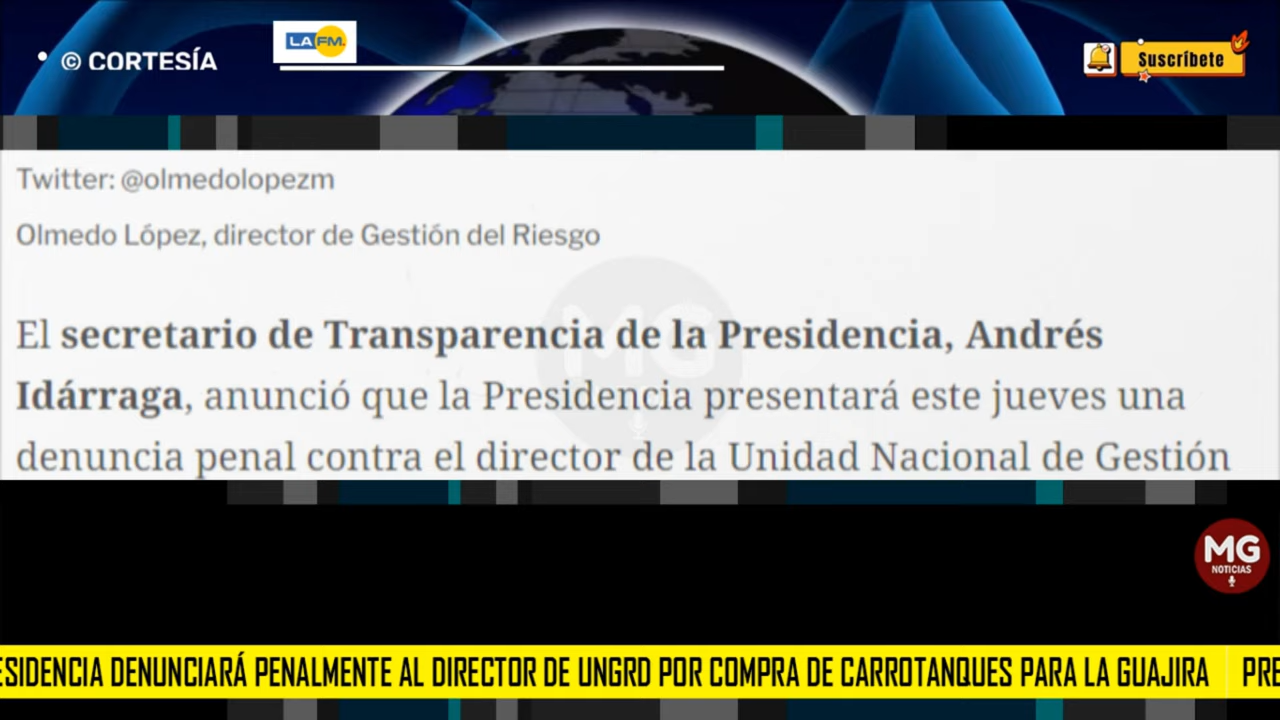 © CORTESÍA
LA FM.
Suscríbete
Twitter: @olmedolopezm
Olmedo López, director de Gestión del Riesgo
El secretario de Transparencia de la Presidencia, Andrés
Idárraga, anunció que la Presidencia presentará este jueves una
denuncia penal contra el director de la Unidad Nacional de Gestión
MG
MG
NOTICIAS
ESIDENCIA DENUNCIARÁ PENALMENTE AL DIRECTOR DE UNGRD POR COMPRA DE CARROTANQUES PARA LA GUAJIRA PRE